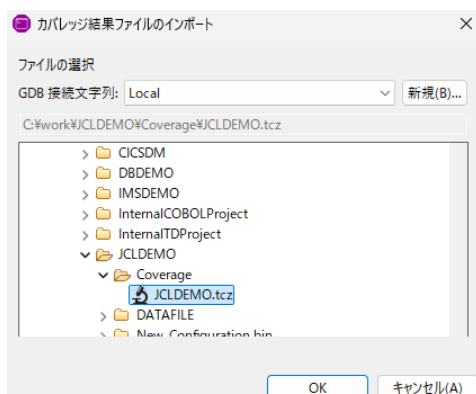 カバレッジ結果ファイルのインポート
ファイルの選択
GDB 接続文字列: Local 新規(B)...
C:¥work¥JCLDEMO¥Coverage¥JCLDEMO.tcz
CICSDM
DBDEMO
IMSDEMO
InternalCOBOLProject
InternalTDProject
JCLDEMO
Coverage
JCLDEMO.tcz
DATAFILE
New_Configuration.bin
OK キャンセル(A)